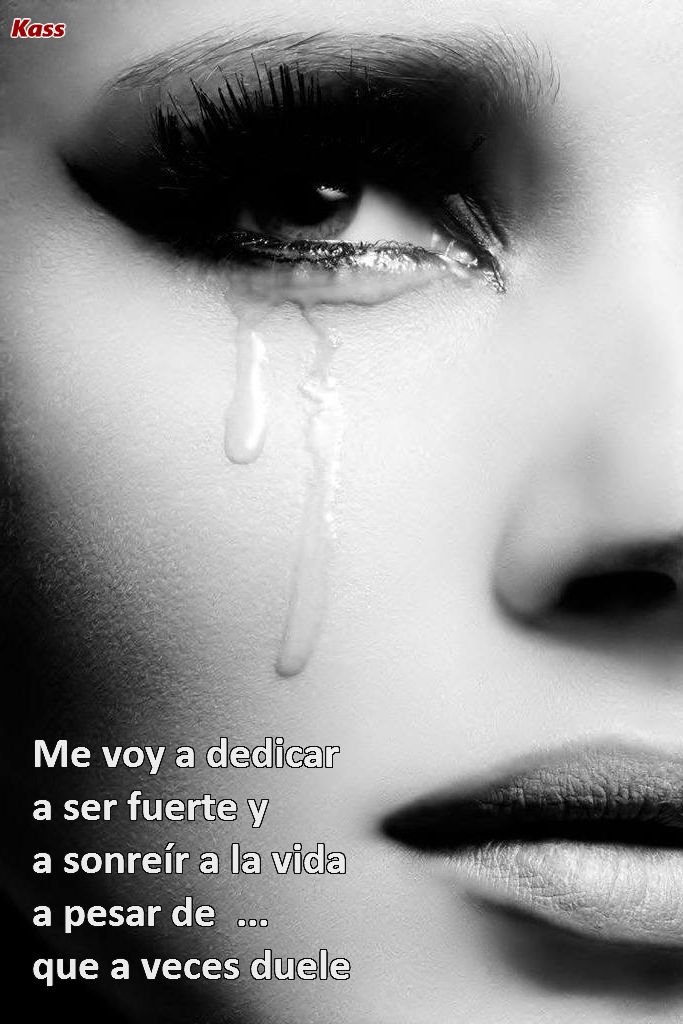 Kass
Me voy a dedicar
a ser fuerte y
a sonreír a la vida
a pesar de  ...
que a veces duele